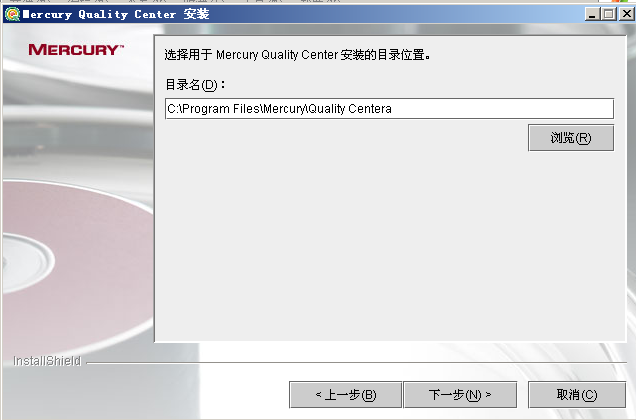 Mercury Quality Center 安装
MERCURY™
选择用于 Mercury Quality Center 安装的目录位置。
目录名(D)：
C:\Program Files\Mercury\Quality Centera
浏览(R)
InstallShield
< 上一步(B)
下一步(N) >
取消(C)